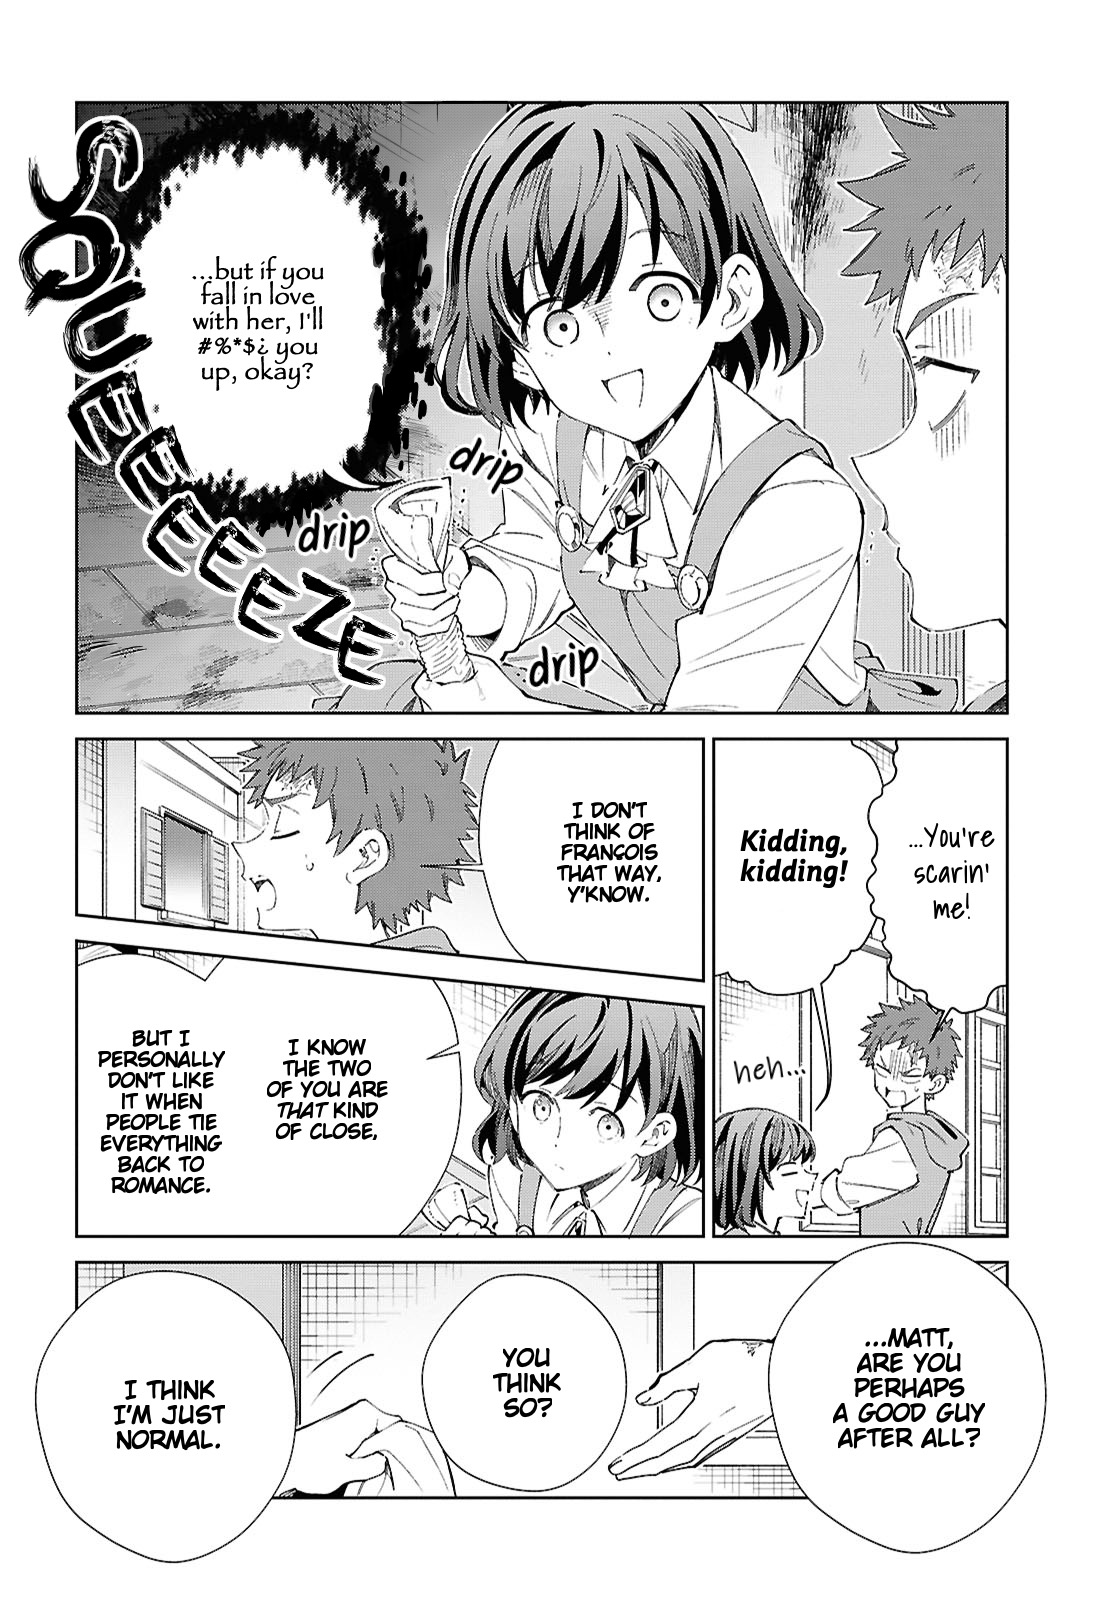 ...but if you
fall in love
with her, I'll
#%*$¿ you
up, okay?
SQUEEEEEEEZE
drip
drip
drip
...You're
scarin'
me!
Kidding,
kidding!
heh...
I DON'T
THINK OF
FRANCOIS
THAT WAY,
Y'KNOW.
I KNOW
THE TWO
OF YOU ARE
THAT KIND
OF CLOSE,
BUT I
PERSONALLY
DON'T LIKE
IT WHEN
PEOPLE TIE
EVERYTHING
BACK TO
ROMANCE.
...MATT,
ARE YOU
PERHAPS
A GOOD GUY
AFTER ALL?
YOU
THINK
SO?
I THINK
I'M JUST
NORMAL.